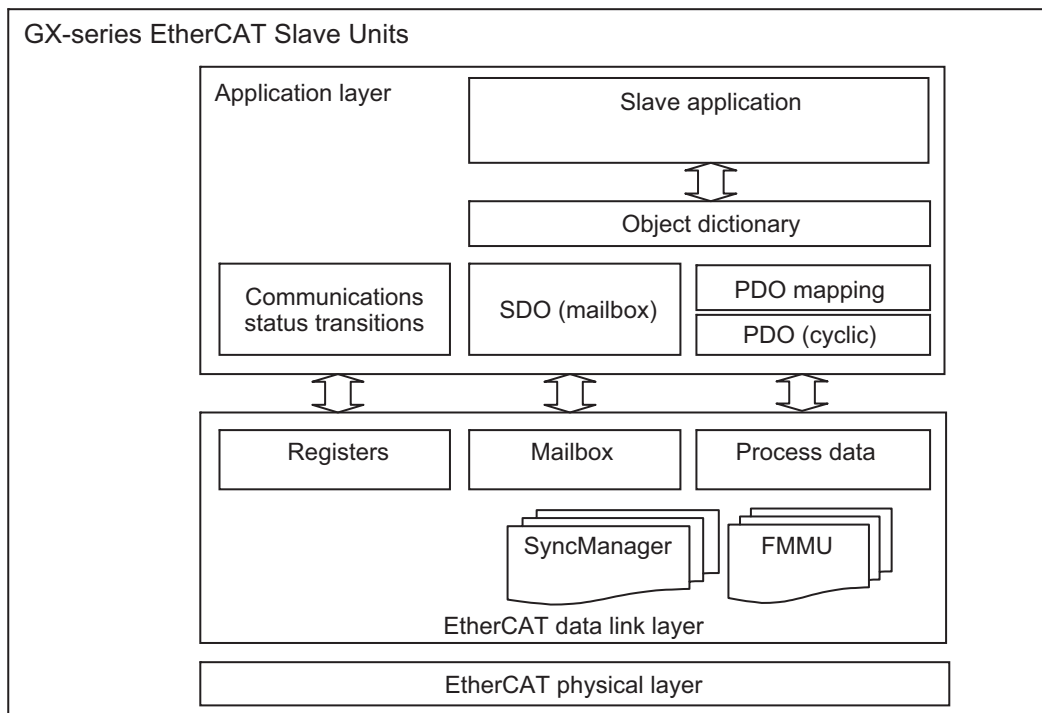 GX-series EtherCAT Slave Units
Application layer
Slave application
Object dictionary
Communications
status transitions
SDO (mailbox)
PDO mapping
PDO (cyclic)
Registers
Mailbox
Process data
SyncManager
FMMU
EtherCAT data link layer
EtherCAT physical layer